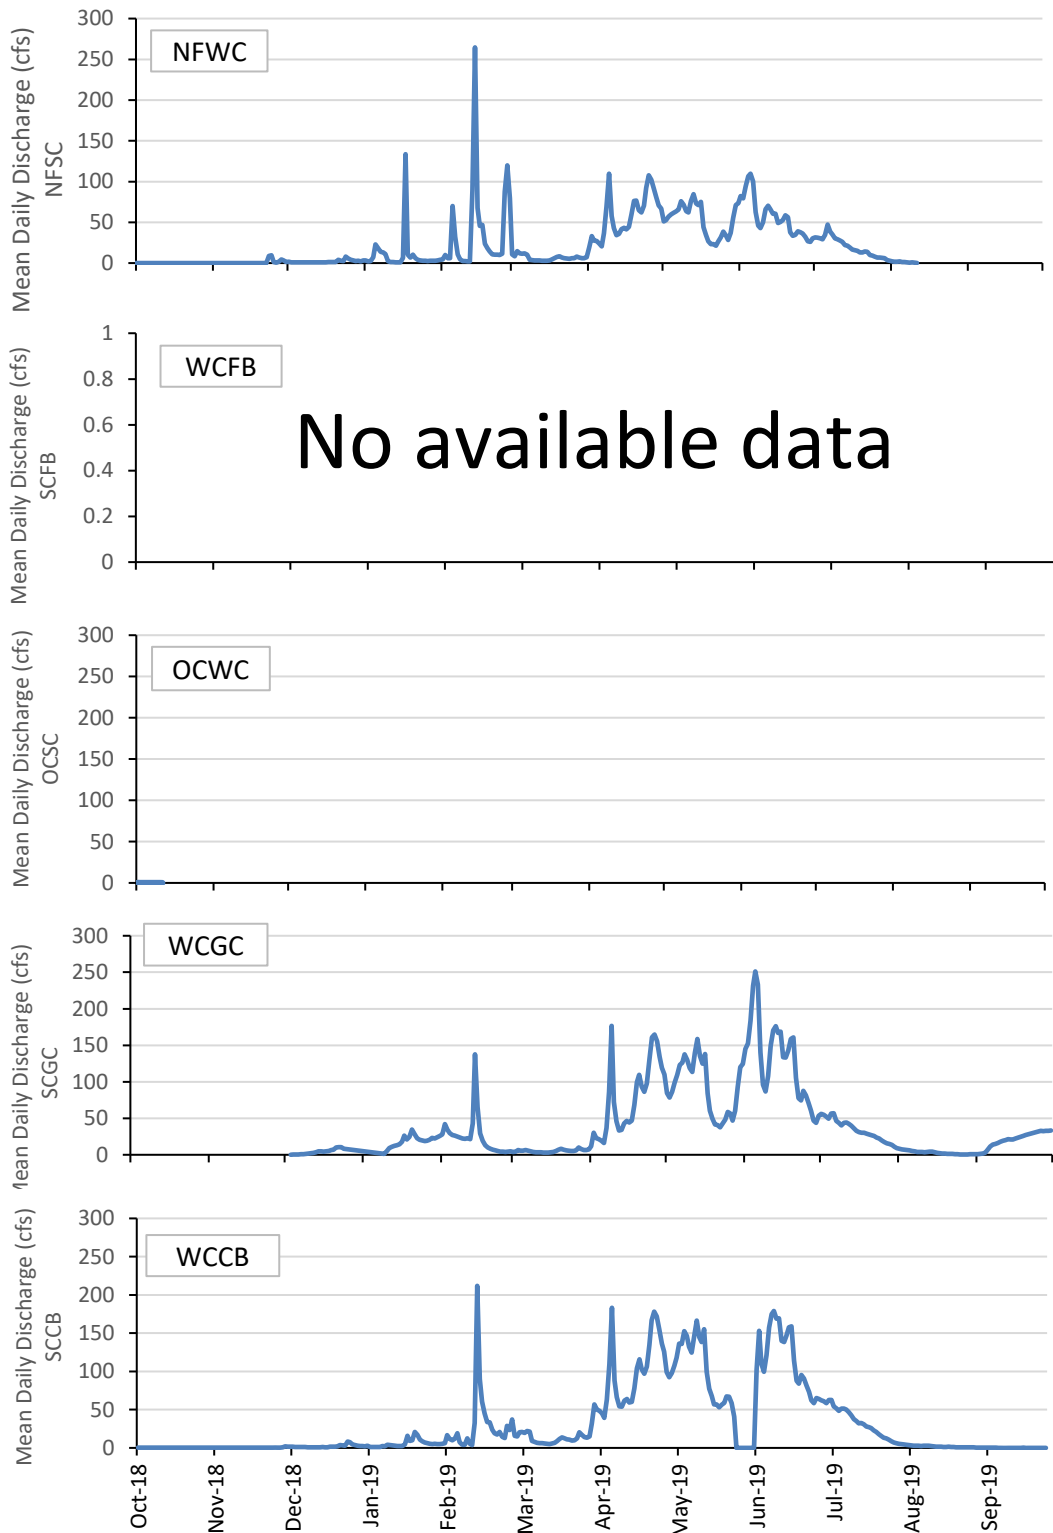 Mean Daily Discharge (cfs)
NFSC
300
250
200
150
100
50
0
NFWC
Mean Daily Discharge (cfs)
SCFB
1
0.8
0.6
0.4
0.2
0
WCFB
No available data
Mean Daily Discharge (cfs)
OCSC
300
250
200
150
100
50
0
OCWC
Mean Daily Discharge (cfs)
SCGC
300
250
200
150
100
50
0
WCGC
Mean Daily Discharge (cfs)
SCCB
300
250
200
150
100
50
0
WCCB
Oct-18
Nov-18
Dec-18
Jan-19
Feb-19
Mar-19
Apr-19
May-19
Jun-19
Jul-19
Aug-19
Sep-19